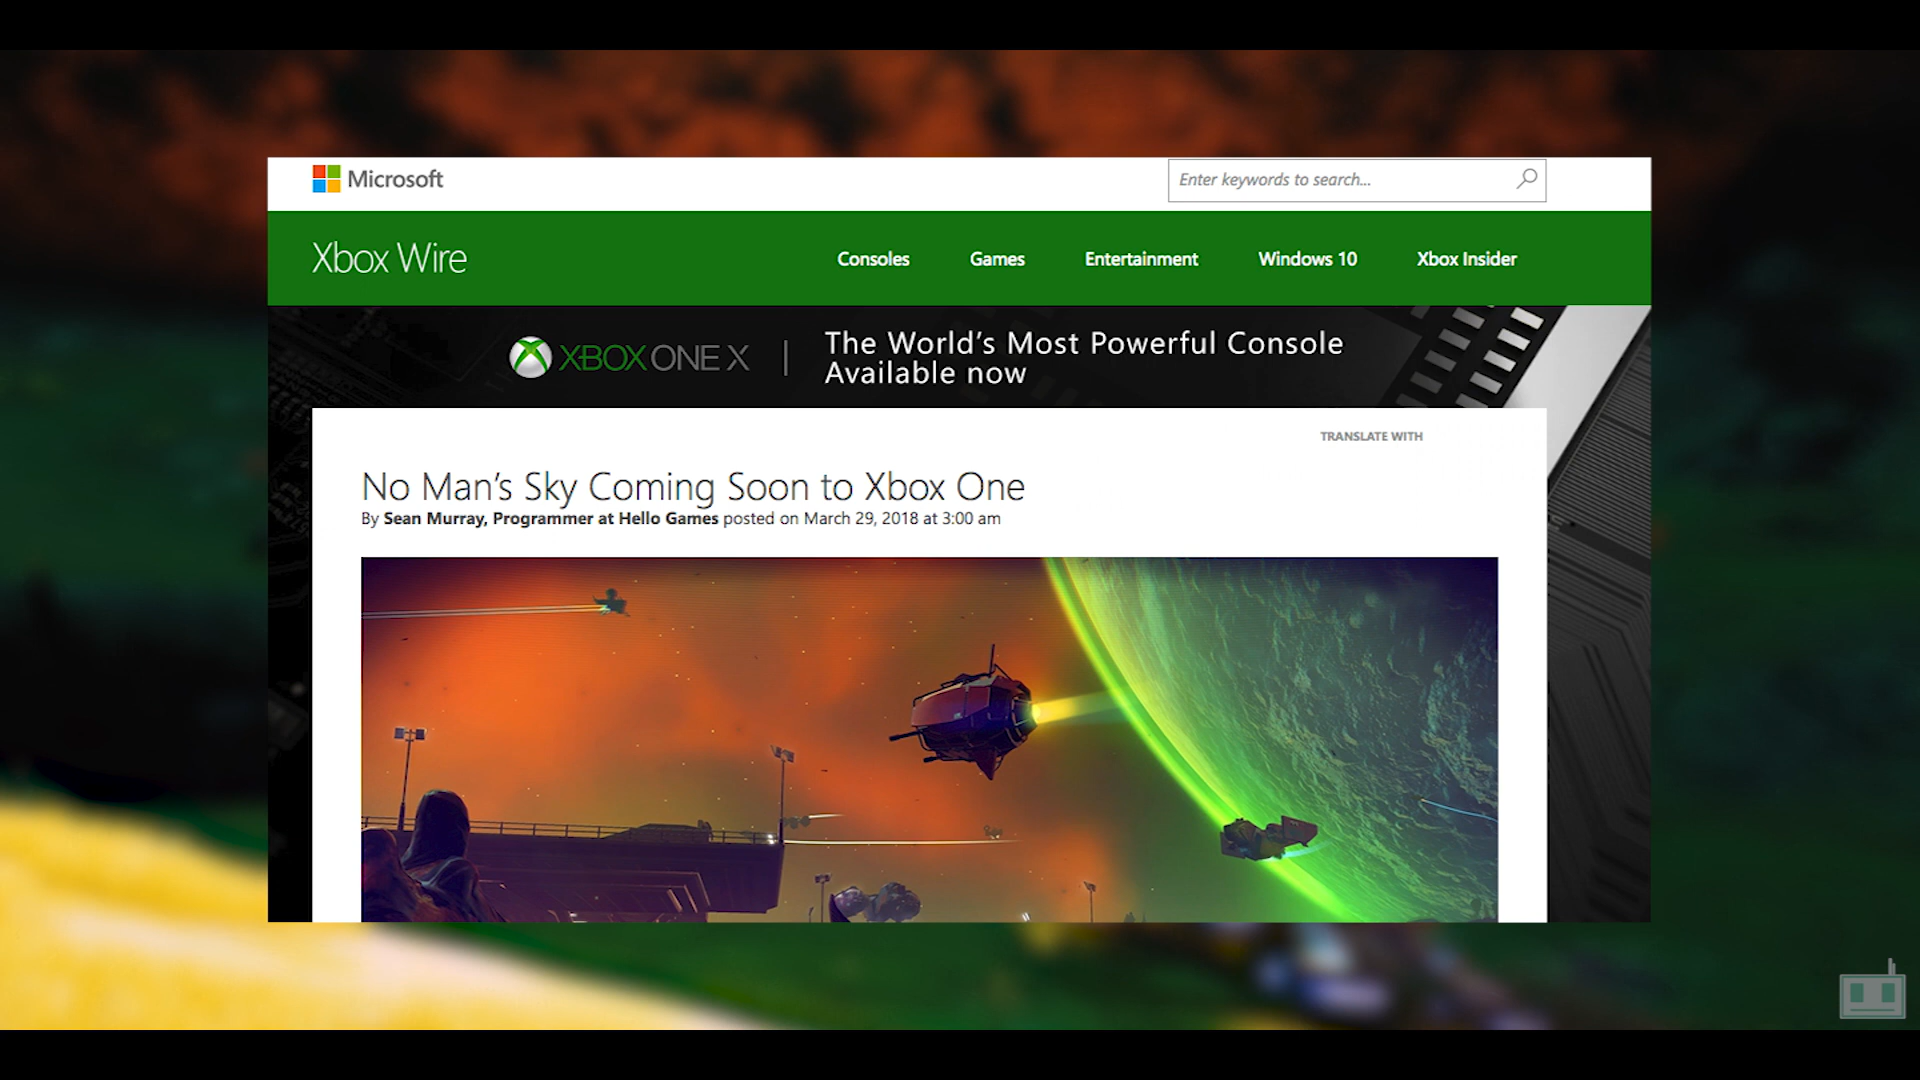 Microsoft
Enter keywords to search...
Xbox Wire
Consoles
Games
Entertainment
Windows 10
Xbox Insider
XBOX ONE X
The World's Most Powerful Console
Available now
TRANSLATE WITH
No Man's Sky Coming Soon to Xbox One
By Sean Murray, Programmer at Hello Games posted on March 29, 2018 at 3:00 am